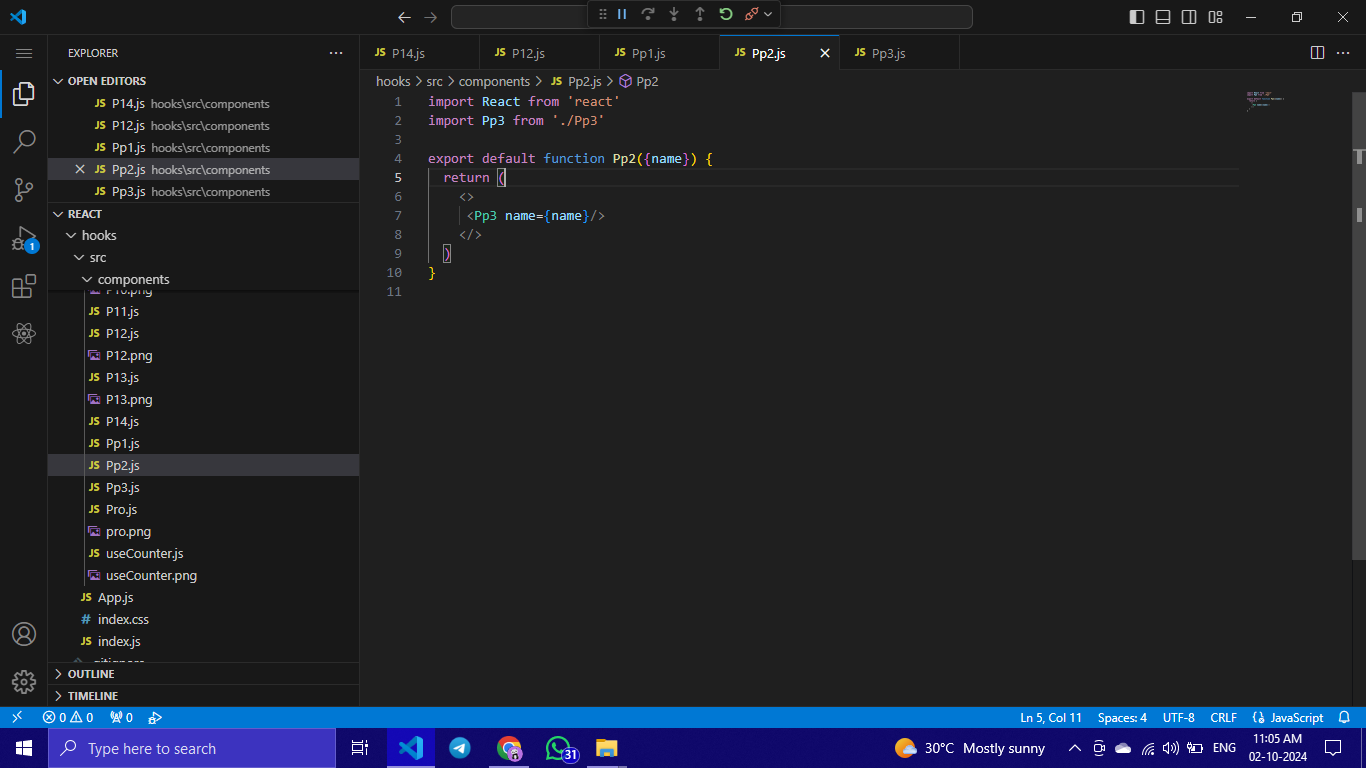 EXPLORER
OPEN EDITORS
JS P14.js hooks\src\components
JS P12.js hooks\src\components
JS Pp1.js hooks\src\components
JS Pp2.js hooks\src\components
JS Pp3.js hooks\src\components
REACT
hooks
src
components
P10.png
JS P11.js
JS P12.js
P12.png
JS P13.js
P13.png
JS P14.js
JS Pp1.js
JS Pp2.js
JS Pp3.js
JS Pro.js
pro.png
JS useCounter.js
useCounter.png
JS App.js
# index.css
JS index.js
.gitignore
OUTLINE
TIMELINE
1
JS P14.js
JS P12.js
JS Pp1.js
JS Pp2.js
JS Pp3.js
hooks > src > components > JS Pp2.js > Pp2
1 import React from 'react'
2 import Pp3 from './Pp3'
3
4 export default function Pp2({name}) {
5 return (
6 <>
7 <Pp3 name={name}/>
8 </>
9 )
10 }
11
0 0 0
Ln 5, Col 11 Spaces: 4 UTF-8 CRLF {} JavaScript
Type here to search
31
30°C Mostly sunny
ENG
11:05 AM
02-10-2024